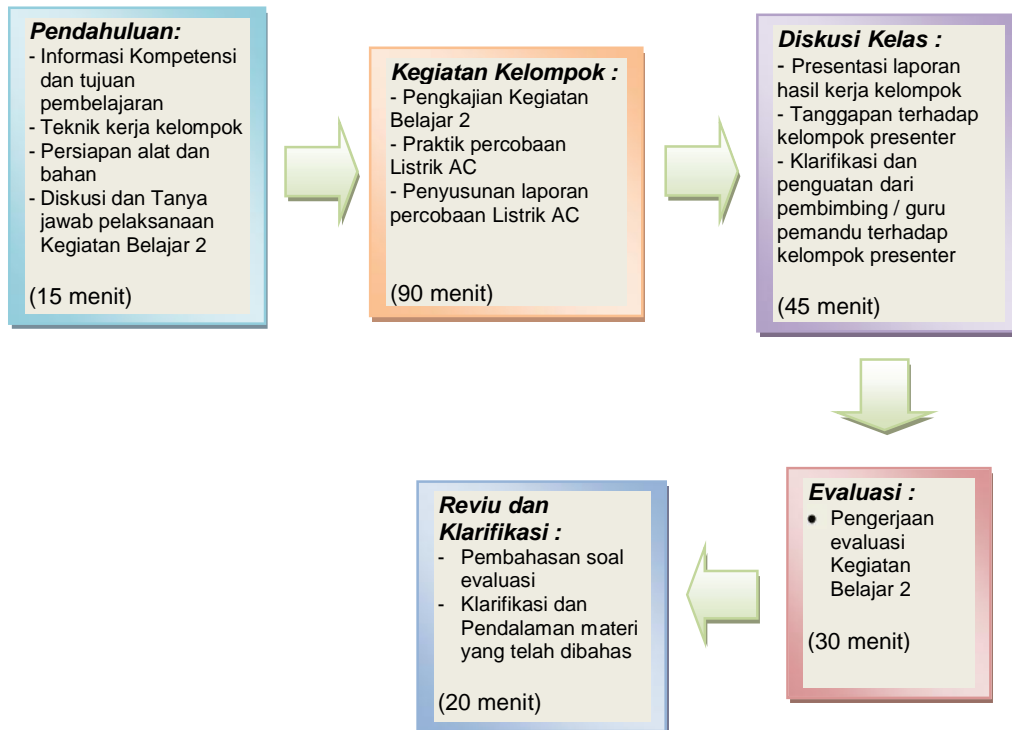 Pendahuluan:
- Informasi Kompetensi
dan tujuan
pembelajaran
- Teknik kerja kelompok
- Persiapan alat dan
bahan
- Diskusi dan Tanya
jawab pelaksanaan
Kegiatan Belajar 2
(15 menit)
Kegiatan Kelompok :
- Pengkajian Kegiatan
Belajar 2
- Praktik percobaan
Listrik AC
- Penyusunan laporan
percobaan Listrik AC
(90 menit)
Diskusi Kelas :
- Presentasi laporan
hasil kerja kelompok
- Tanggapan terhadap
kelompok presenter
- Klarifikasi dan
penguatan dari
pembimbing / guru
pemandu terhadap
kelompok presenter
(45 menit)
Evaluasi :
• Pengerjaan
evaluasi
Kegiatan
Belajar 2
(30 menit)
Reviu dan
Klarifikasi :
- Pembahasan soal
evaluasi
- Klarifikasi dan
Pendalaman materi
yang telah dibahas
(20 menit)